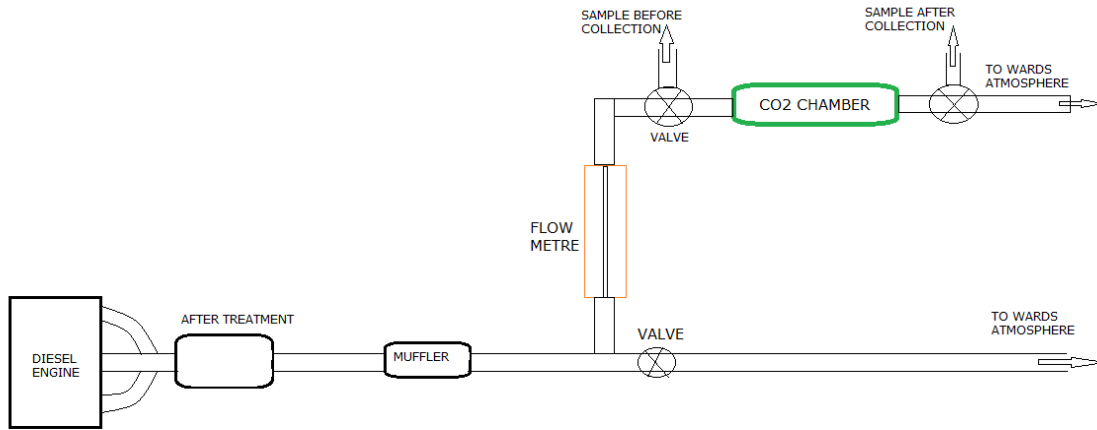 SAMPLE BEFORE
COLLECTION
SAMPLE AFTER
COLLECTION
TO WARDS
ATMOSPHERE
CO2 CHAMBER
VALVE
FLOW
METRE
AFTER TREATMENT
DIESEL
ENGINE
MUFFLER
VALVE
TO WARDS
ATMOSPHERE